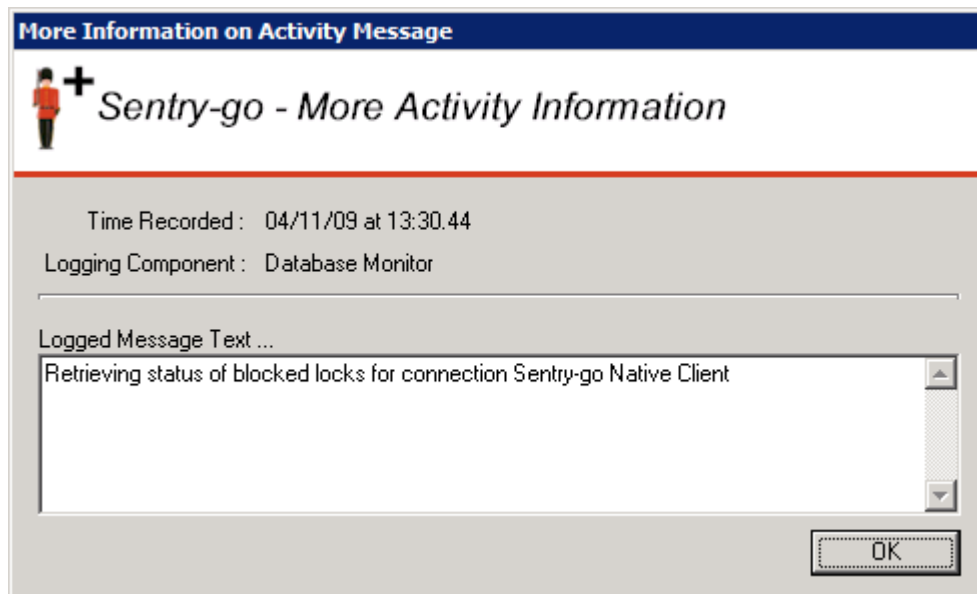 More Information on Activity Message
Sentry-go - More Activity Information
Time Recorded : 04/11/09 at 13:30.44
Logging Component : Database Monitor
Logged Message Text ...
Retrieving status of blocked locks for connection Sentry-go Native Client
OK